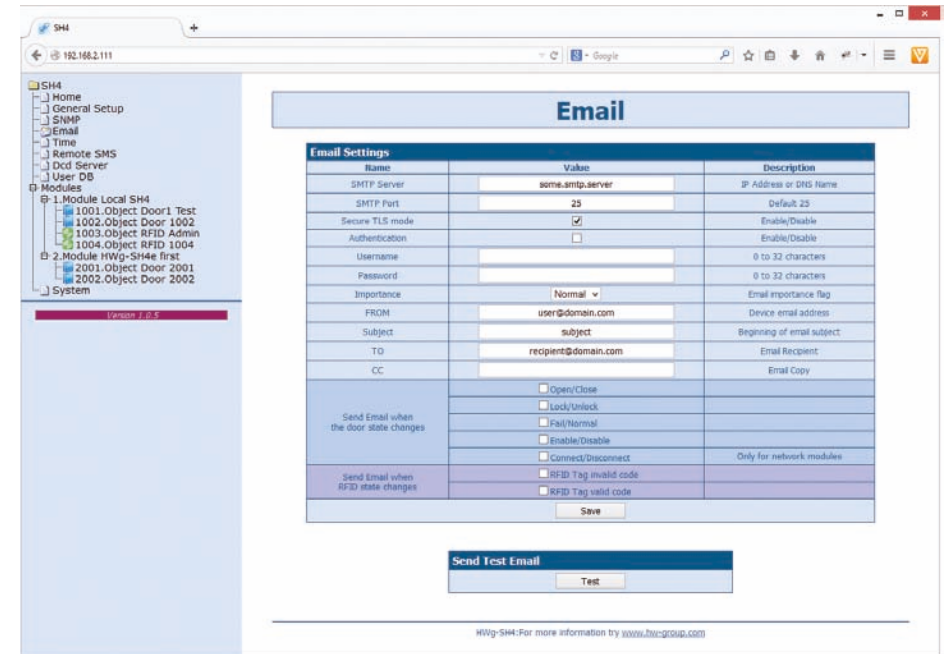 SH4
192.168.2.111
Google
SH4
Home
General Setup
SNMP
Email
Time
Remote SMS
Dcd Server
User DB
Modules
1.Module Local SH4
1001.Object Door1 Test
1002.Object Door 1002
1003.Object RFID Admin
1004.Object RFID 1004
2.Module HWg-SH4e first
2001.Object Door 2001
2002.Object Door 2002
System
Version 1.0.5
Email
Email Settings
Name Value Description
SMTP Server some.smtp.server IP Address or DNS Name
SMTP Port 25 Default 25
Secure TLS mode Enable/Disable
Authentication Enable/Disable
Username 0 to 32 characters
Password 0 to 32 characters
Importance Normal Email importance flag
FROM user@domain.com Device email address
Subject subject Beginning of email subject
TO recipient@domain.com Email Recipient
CC Email Copy
Send Email when
the door state changes
Open/Close
Lock/Unlock
Fail/Normal
Enable/Disable
Connect/Disconnect Only for network modules
Send Email when
RFID state changes
RFID Tag invalid code
RFID Tag valid code
Save
Send Test Email
Test
HWg-SH4:For more information try www.hw-group.com